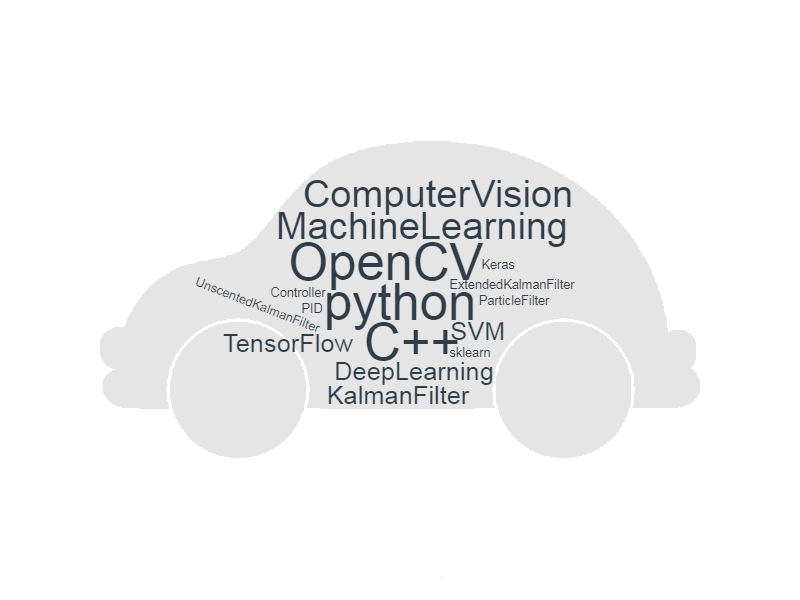 ComputerVision
MachineLearning
OpenCV
Keras
UnscentedKalmanFilter
Controller
ExtendedKalmanFilter
python
ParticleFilter
PID
TensorFlow
C++
SVM
sklearn
DeepLearning
KalmanFilter